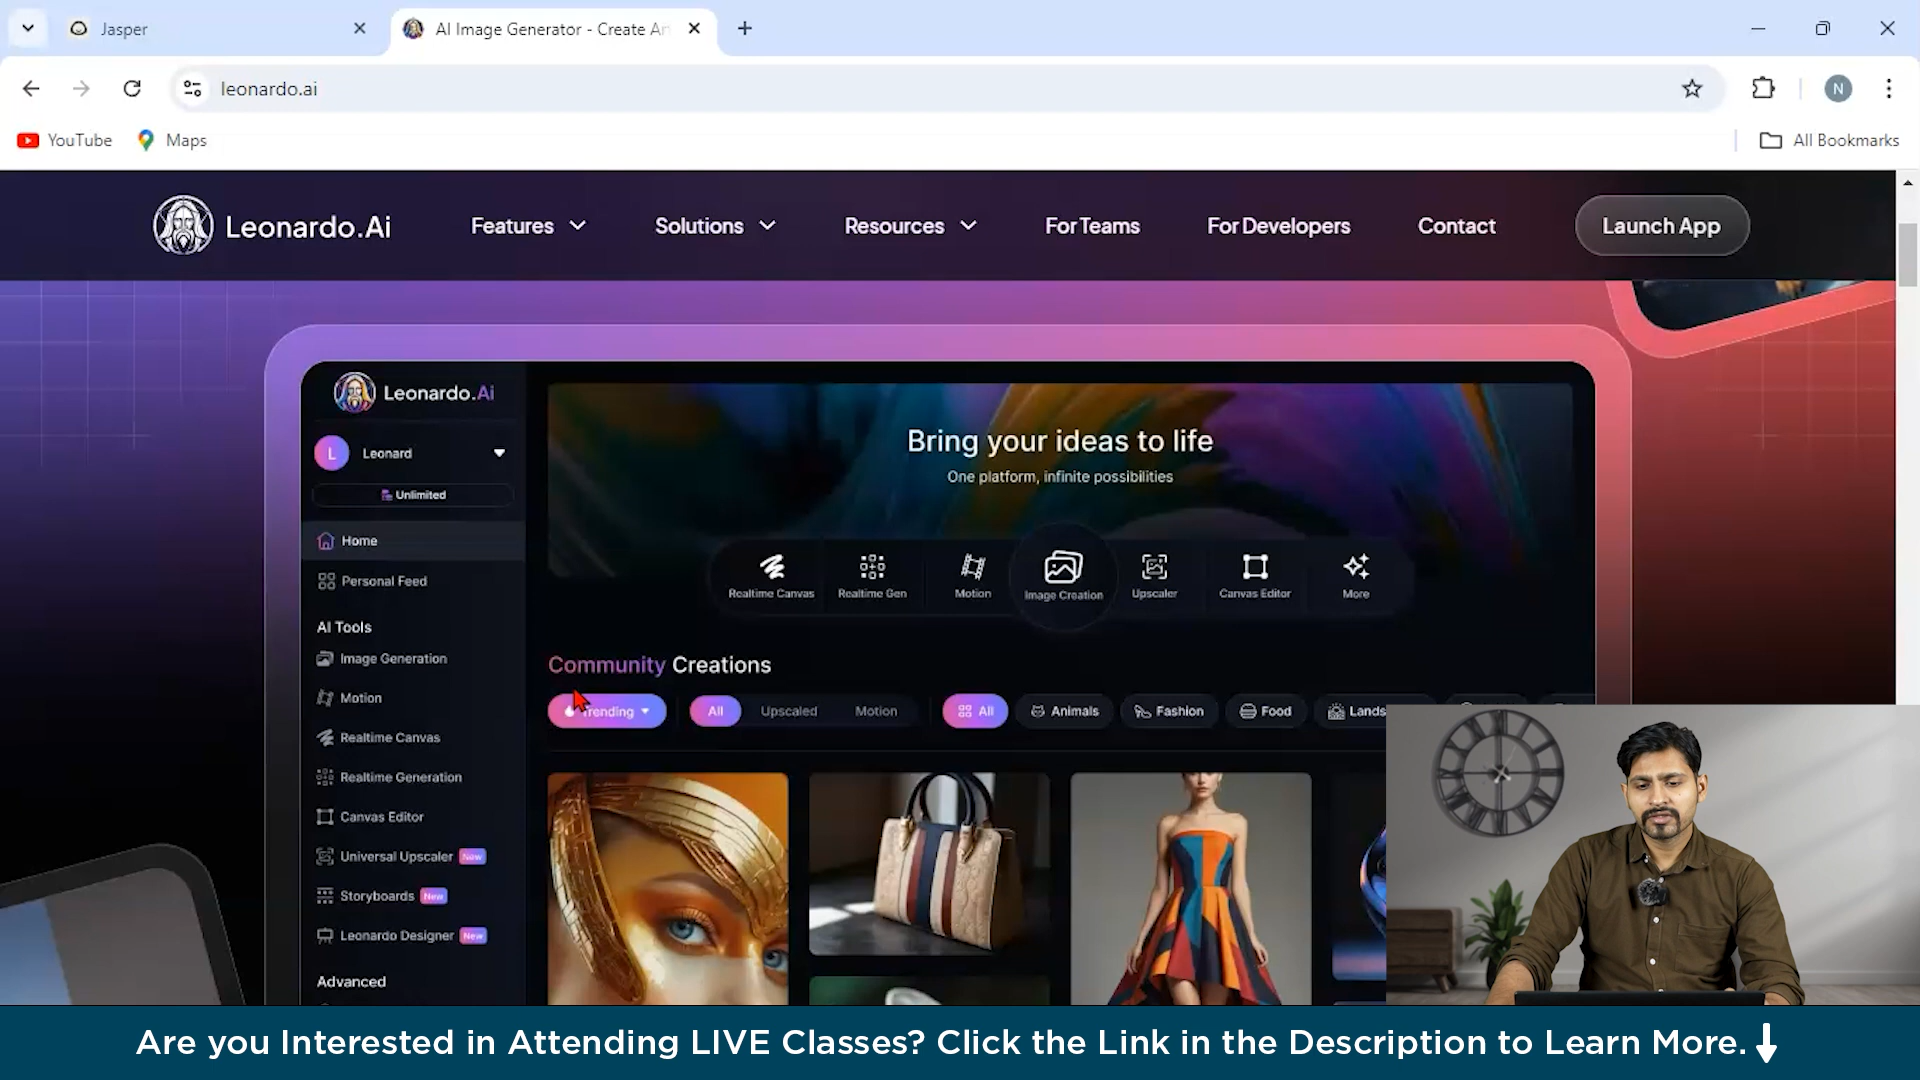 Jasper
AI Image Generator - Create Ar
leonardo.ai
N
YouTube
Maps
All Bookmarks
Leonardo.Ai
Features
Solutions
Resources
For Teams
For Developers
Contact
Launch App
Leonardo.Ai
L
Leonard
Unlimited
Home
Personal Feed
AI Tools
Image Generation
Motion
Realtime Canvas
Realtime Generation
Canvas Editor
Universal Upscaler New
Storyboards New
Leonardo Designer New
Advanced
Bring your ideas to life
One platform, infinite possibilities
Realtime Canvas
Realtime Gen
Motion
Image Creation
Upscaler
Canvas Editor
More
Community Creations
Trending
All
Upscaled
Motion
All
Animals
Fashion
Food
Lands
Are you Interested in Attending LIVE Classes? Click the Link in the Description to Learn More.